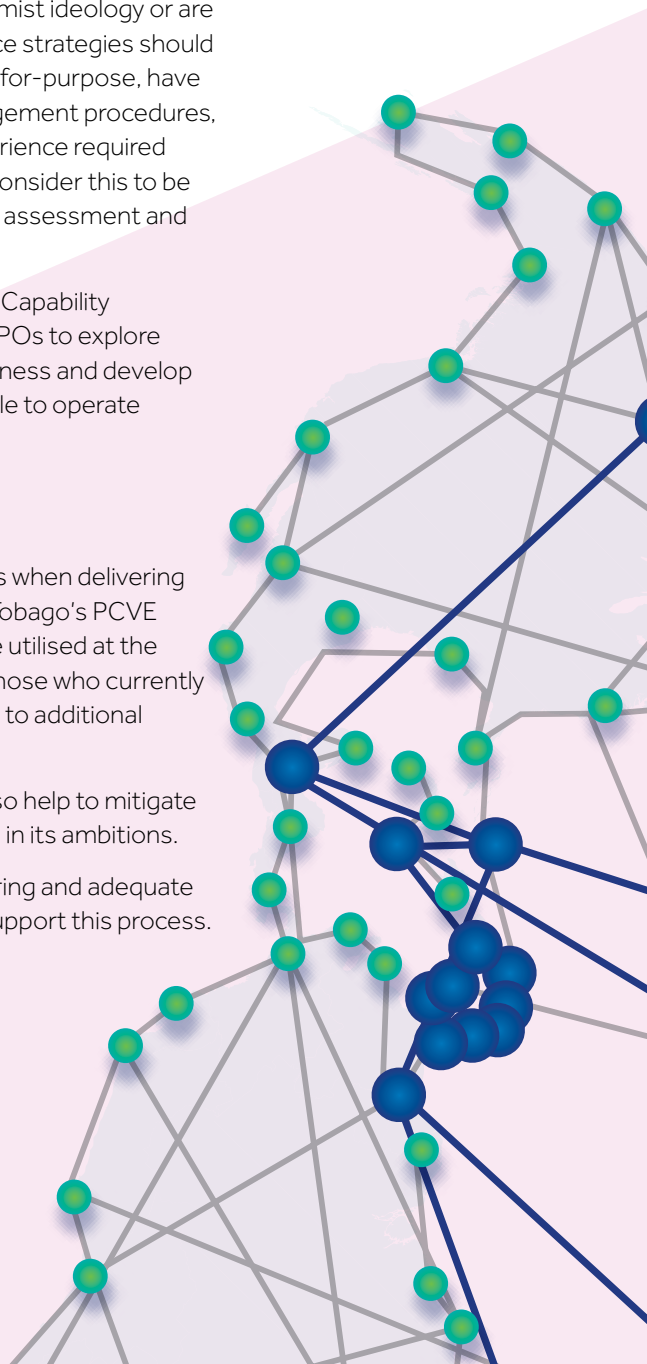 mist ideology or are
ce strategies should
for-purpose, have
gement procedures,
rience required
onsider this to be
assessment and
Capability
POs to explore
ness and develop
le to operate
s when delivering
obago's PCVE
e utilised at the
hose who currently
to additional
so help to mitigate
in its ambitions.
ring and adequate
upport this process.